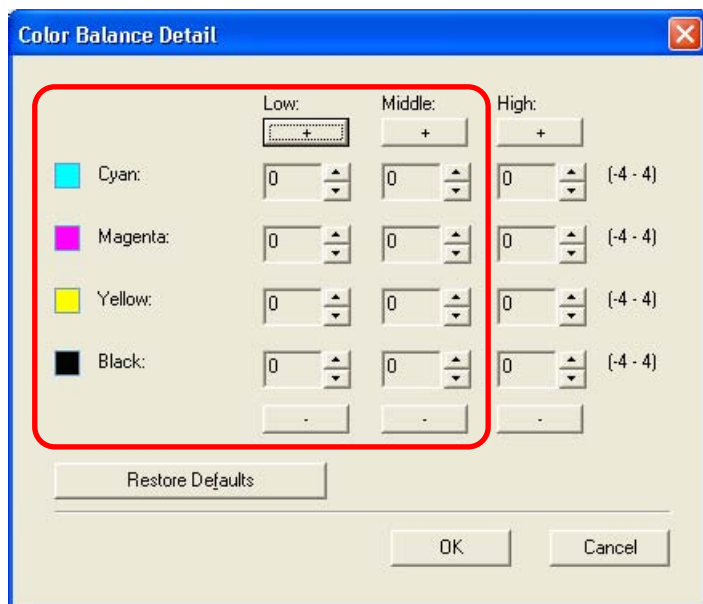 Color Balance Detail
Low: Middle: High:
+ + +
Cyan: 0 0 0 (-4 - 4)
Magenta: 0 0 0 (-4 - 4)
Yellow: 0 0 0 (-4 - 4)
Black: 0 0 0 (-4 - 4)
- - -
Restore Defaults
OK Cancel